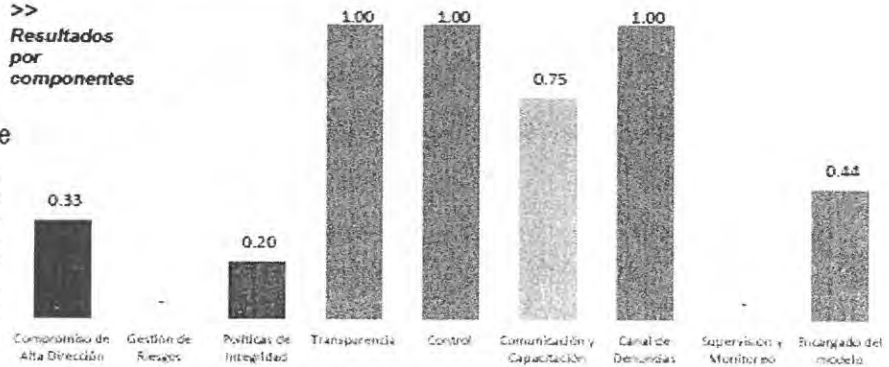 >>
Resultados
por
componentes
e
1.00
1.00
1.00
0.75
0.44
0.33
0.20
-
-
Compromiso de
Alta Dirección
Gestión de
Riesgos
Políticas de
Integridad
Transparencia
Control
Comunicación y
Capacitación
Canal de
Denuncias
Supervisión y
Monitoreo
Encargado del
modelo